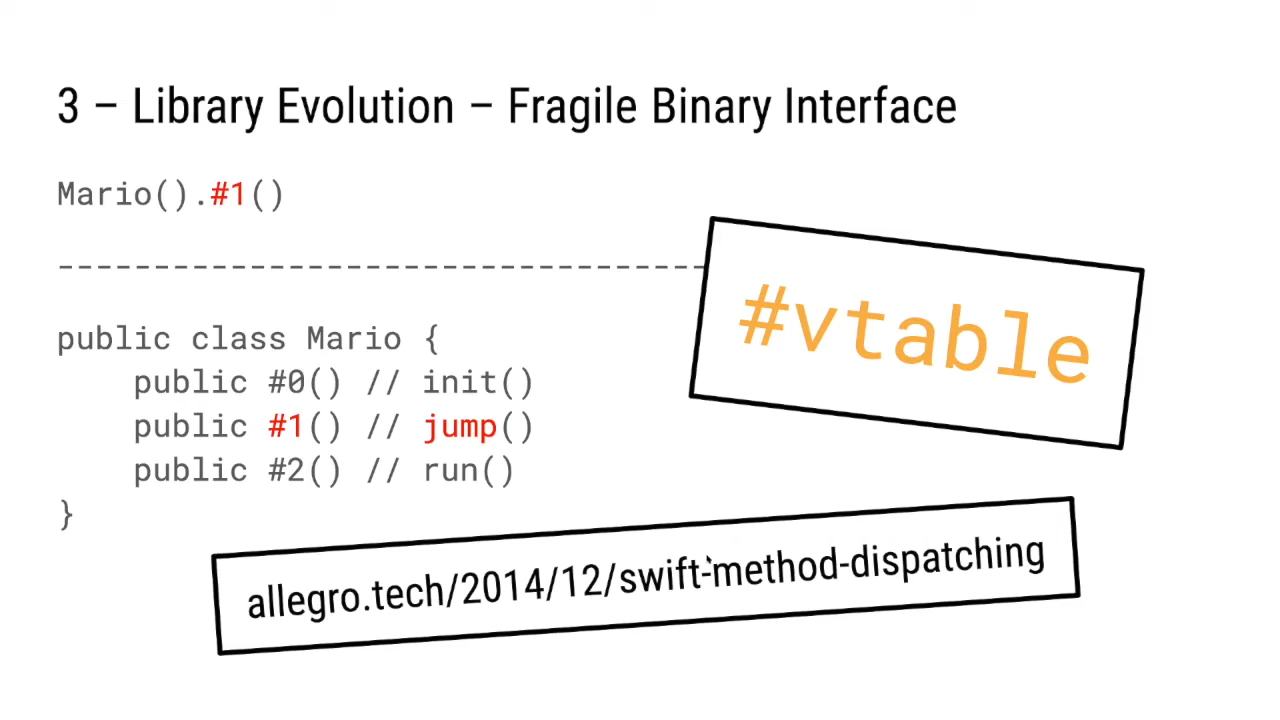 3 – Library Evolution – Fragile Binary Interface
Mario().#1()
----------------------------------
#vtable
public class Mario {
    public #0() // init()
    public #1() // jump()
    public #2() // run()
}
allegro.tech/2014/12/swift-method-dispatching